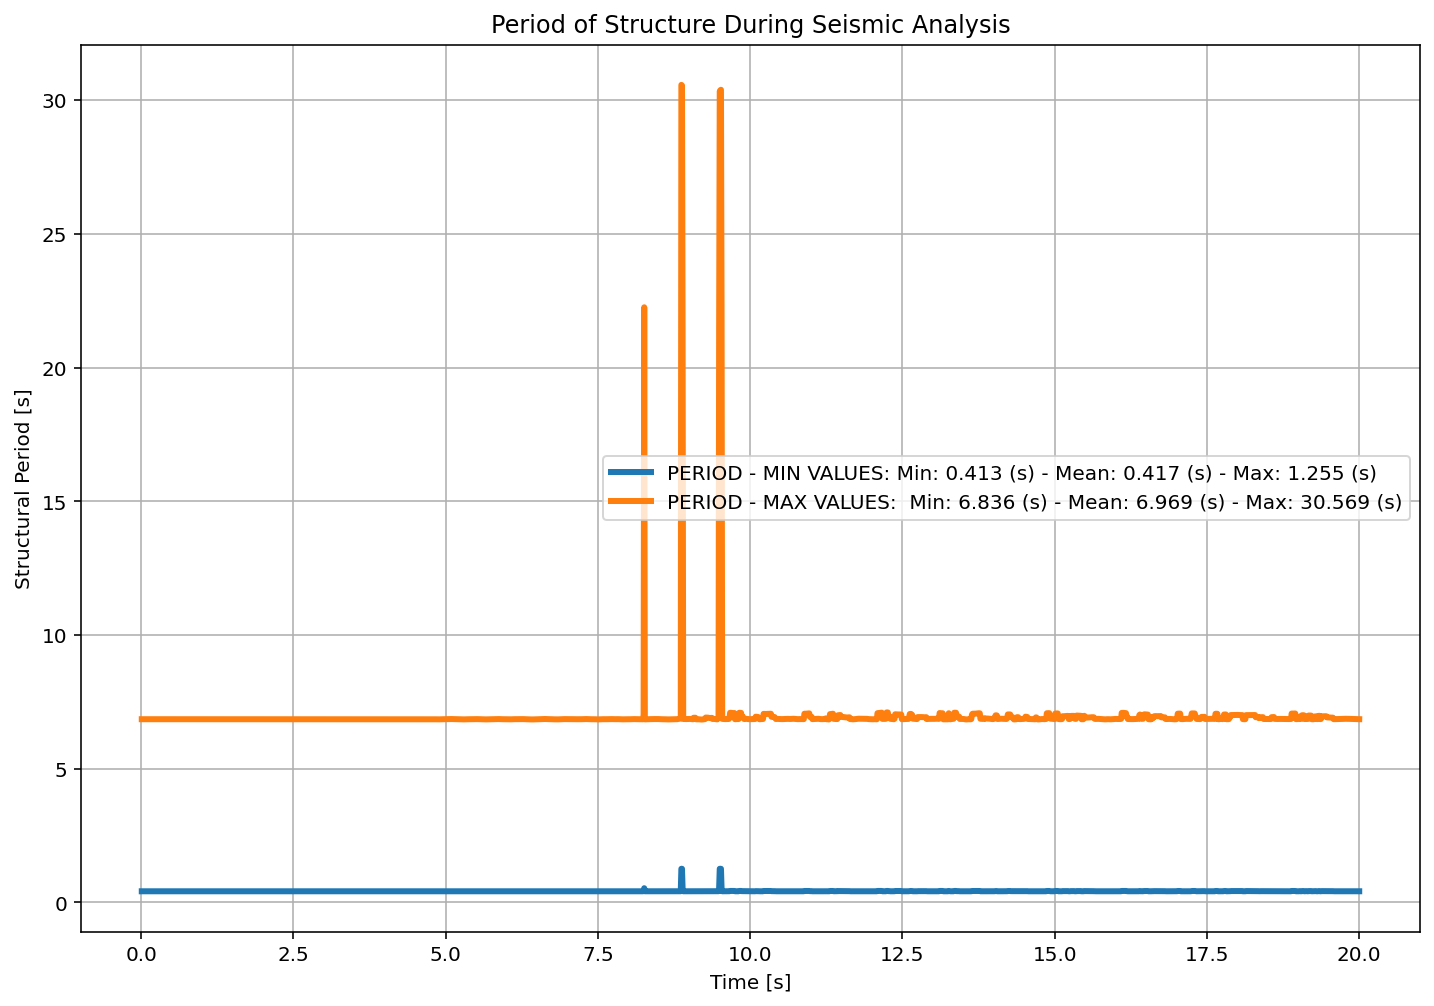 Period of Structure During Seismic Analysis
Structural Period [s]
30
25
20
15
10
5
0
PERIOD - MIN VALUES: Min: 0.413 (s) - Mean: 0.417 (s) - Max: 1.255 (s)
PERIOD - MAX VALUES:  Min: 6.836 (s) - Mean: 6.969 (s) - Max: 30.569 (s)
0.0 2.5 5.0 7.5 10.0 12.5 15.0 17.5 20.0
Time [s]